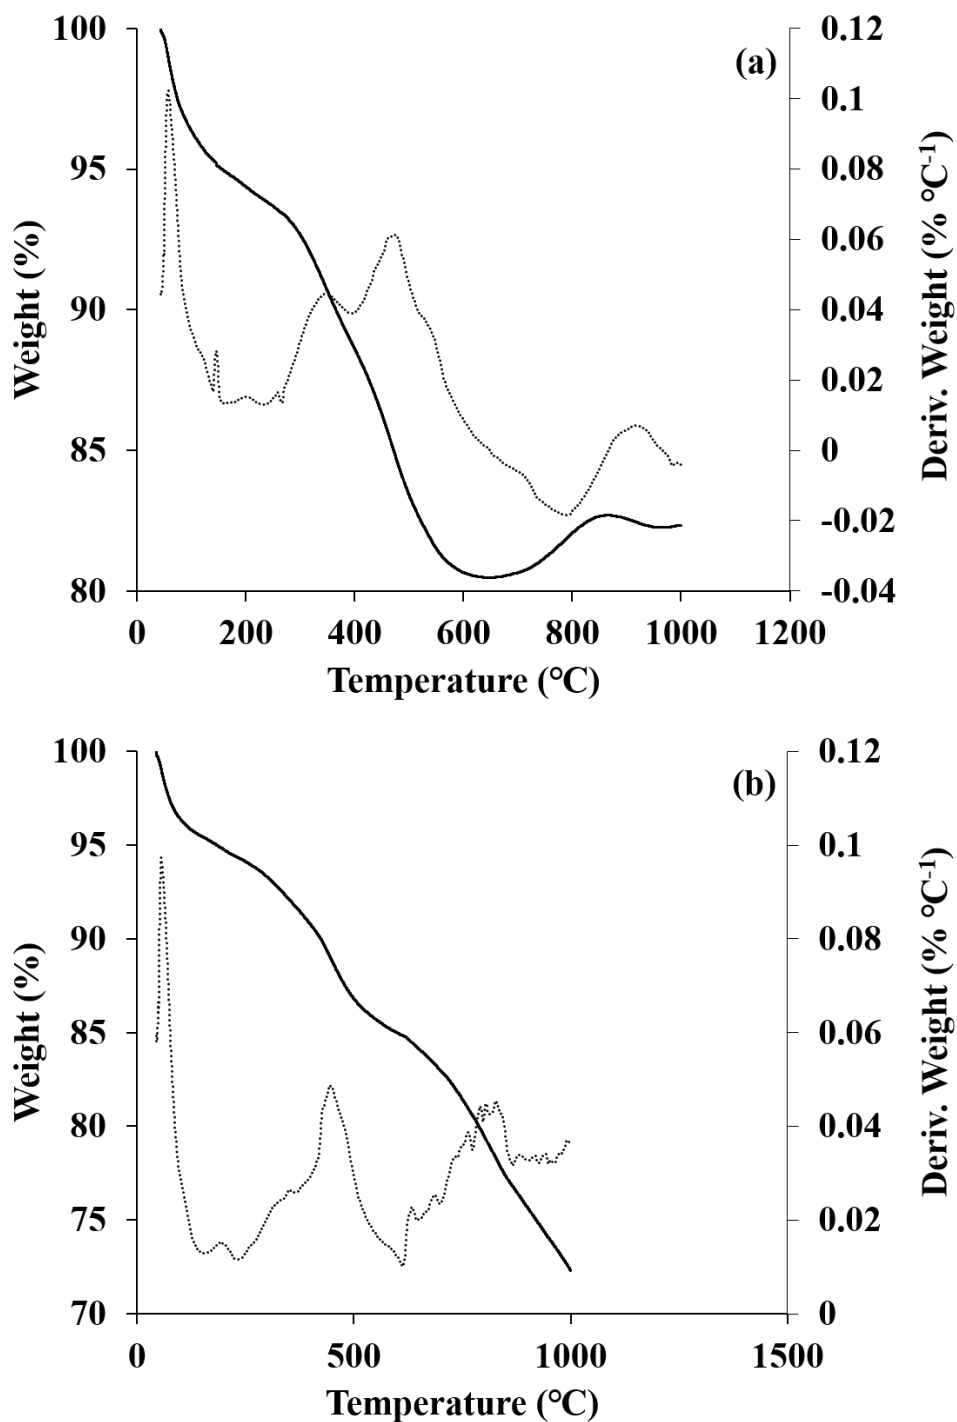 (a)
Weight (%)
100
95
90
85
80
0.12
0.1
0.08
0.06
0.04
0.02
0
-0.02
-0.04
Deriv. Weight (% °C-1)
0 200 400 600 800 1000 1200
Temperature (°C)
(b)
Weight (%)
100
95
90
85
80
75
70
0.12
0.1
0.08
0.06
0.04
0.02
0
Deriv. Weight (% °C-1)
0 500 1000 1500
Temperature (°C)